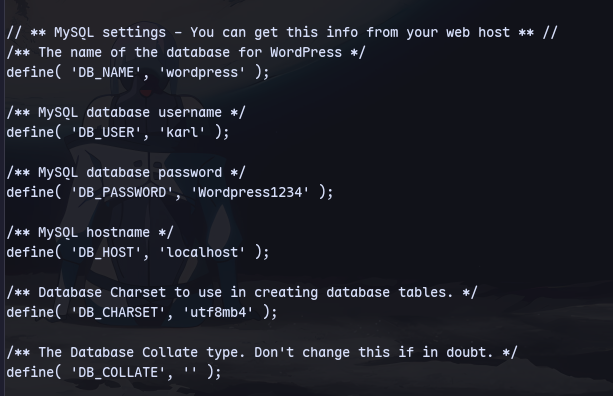 // ** MySQL settings – You can get this info from your web host ** //
/** The name of the database for WordPress */
define( 'DB_NAME', 'wordpress' );
/** MySQL database username */
define( 'DB_USER', 'karl' );
/** MySQL database password */
define( 'DB_PASSWORD', 'Wordpress1234' );
/** MySQL hostname */
define( 'DB_HOST', 'localhost' );
/** Database Charset to use in creating database tables. */
define( 'DB_CHARSET', 'utf8mb4' );
/** The Database Collate type. Don't change this if in doubt. */
define( 'DB_COLLATE', '' );